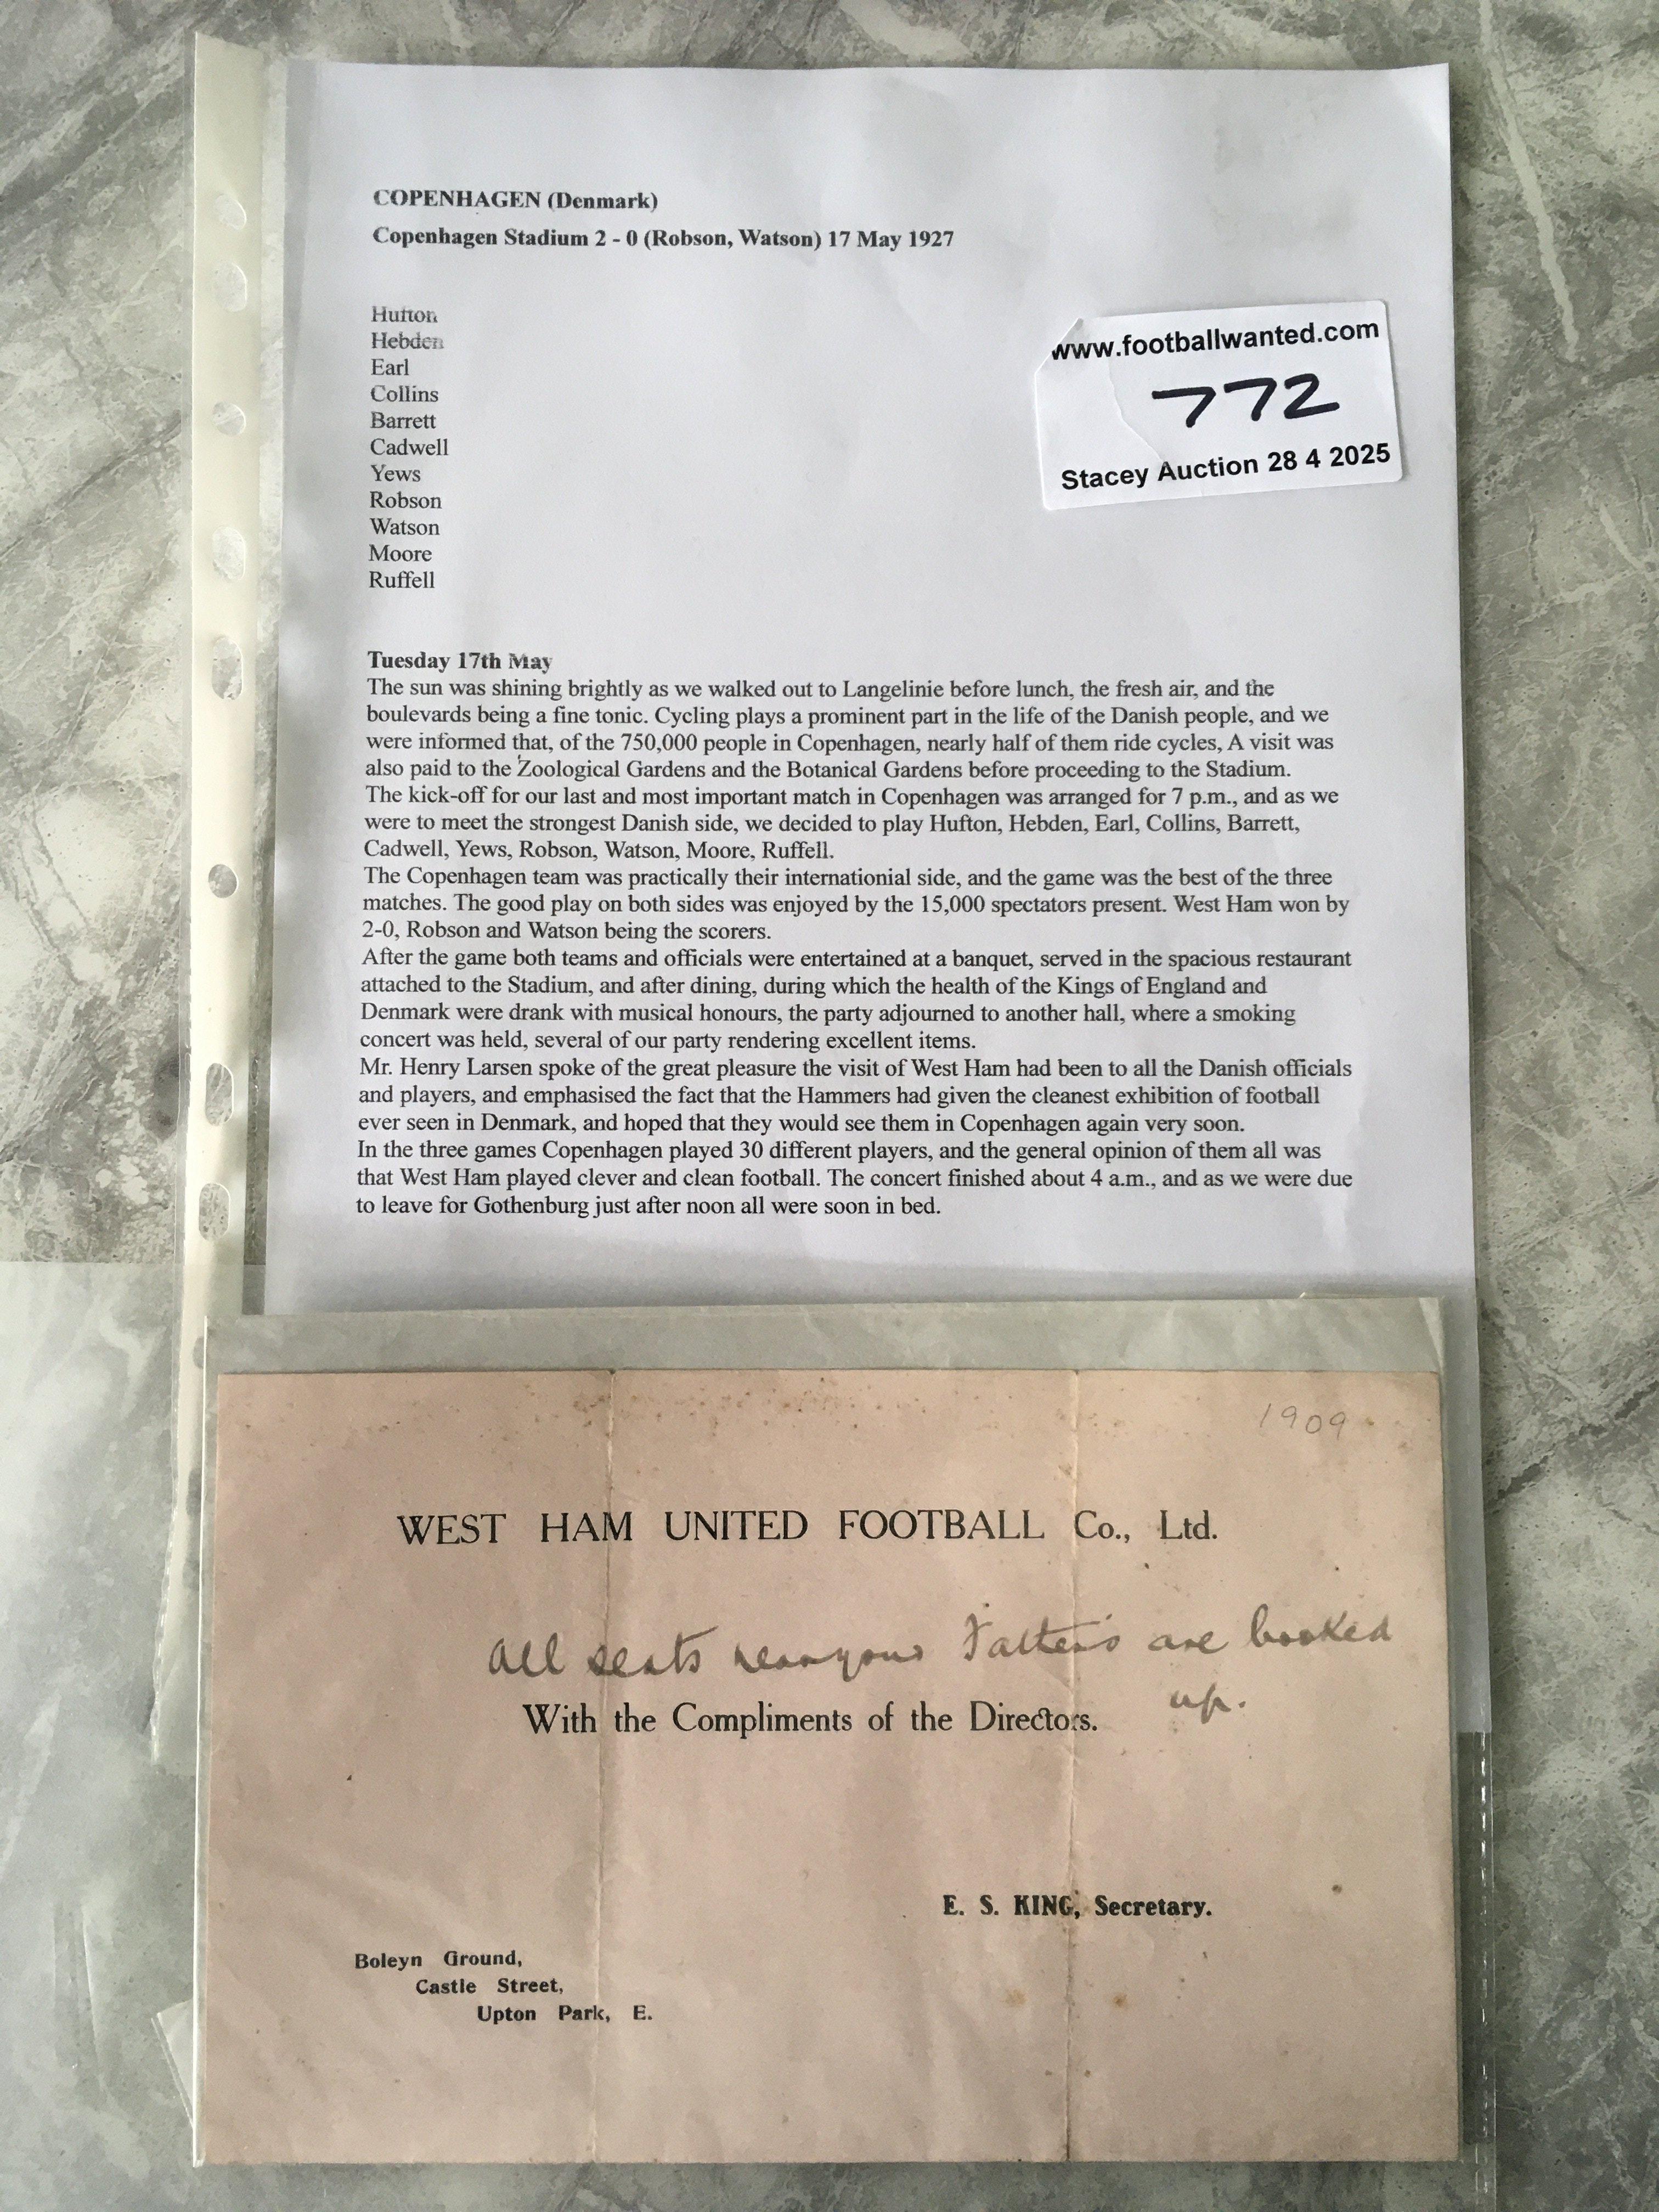 COPENHAGEN (Denmark)
Copenhagen Stadium 2 - 0 (Robson, Watson) 17 May 1927
Hufton
Hebden
Earl
Collins
Barrett
Cadwell
Yews
Robson
Watson
Moore
Ruffell
www.footballwanted.com
772
Stacey Auction 28 4 2025
Tuesday 17th May
The sun was shining brightly as we walked out to Langelinie before lunch, the fresh air, and the
boulevards being a fine tonic. Cycling plays a prominent part in the life of the Danish people, and we
were informed that, of the 750,000 people in Copenhagen, nearly half of them ride cycles, A visit was
also paid to the Zoological Gardens and the Botanical Gardens before proceeding to the Stadium.
The kick-off for our last and most important match in Copenhagen was arranged for 7 p.m., and as we
were to meet the strongest Danish side, we decided to play Hufton, Hebden, Earl, Collins, Barrett,
Cadwell, Yews, Robson, Watson, Moore, Ruffell.
The Copenhagen team was practically their internationial side, and the game was the best of the three
matches. The good play on both sides was enjoyed by the 15,000 spectators present. West Ham won by
2-0, Robson and Watson being the scorers.
After the game both teams and officials were entertained at a banquet, served in the spacious restaurant
attached to the Stadium, and after dining, during which the health of the Kings of England and
Denmark were drank with musical honours, the party adjourned to another hall, where a smoking
concert was held, several of our party rendering excellent items.
Mr. Henry Larsen spoke of the great pleasure the visit of West Ham had been to all the Danish officials
and players, and emphasised the fact that the Hammers had given the cleanest exhibition of football
ever seen in Denmark, and hoped that they would see them in Copenhagen again very soon.
In the three games Copenhagen played 30 different players, and the general opinion of them all was
that West Ham played clever and clean football. The concert finished about 4 a.m., and as we were due
to leave for Gothenburg just after noon all were soon in bed.
1909
WEST HAM UNITED FOOTBALL Co., Ltd.
All seats near your Father's are booked
up.
With the Compliments of the Directors.
E. S. KING, Secretary.
Boleyn Ground,
Castle Street,
Upton Park, E.